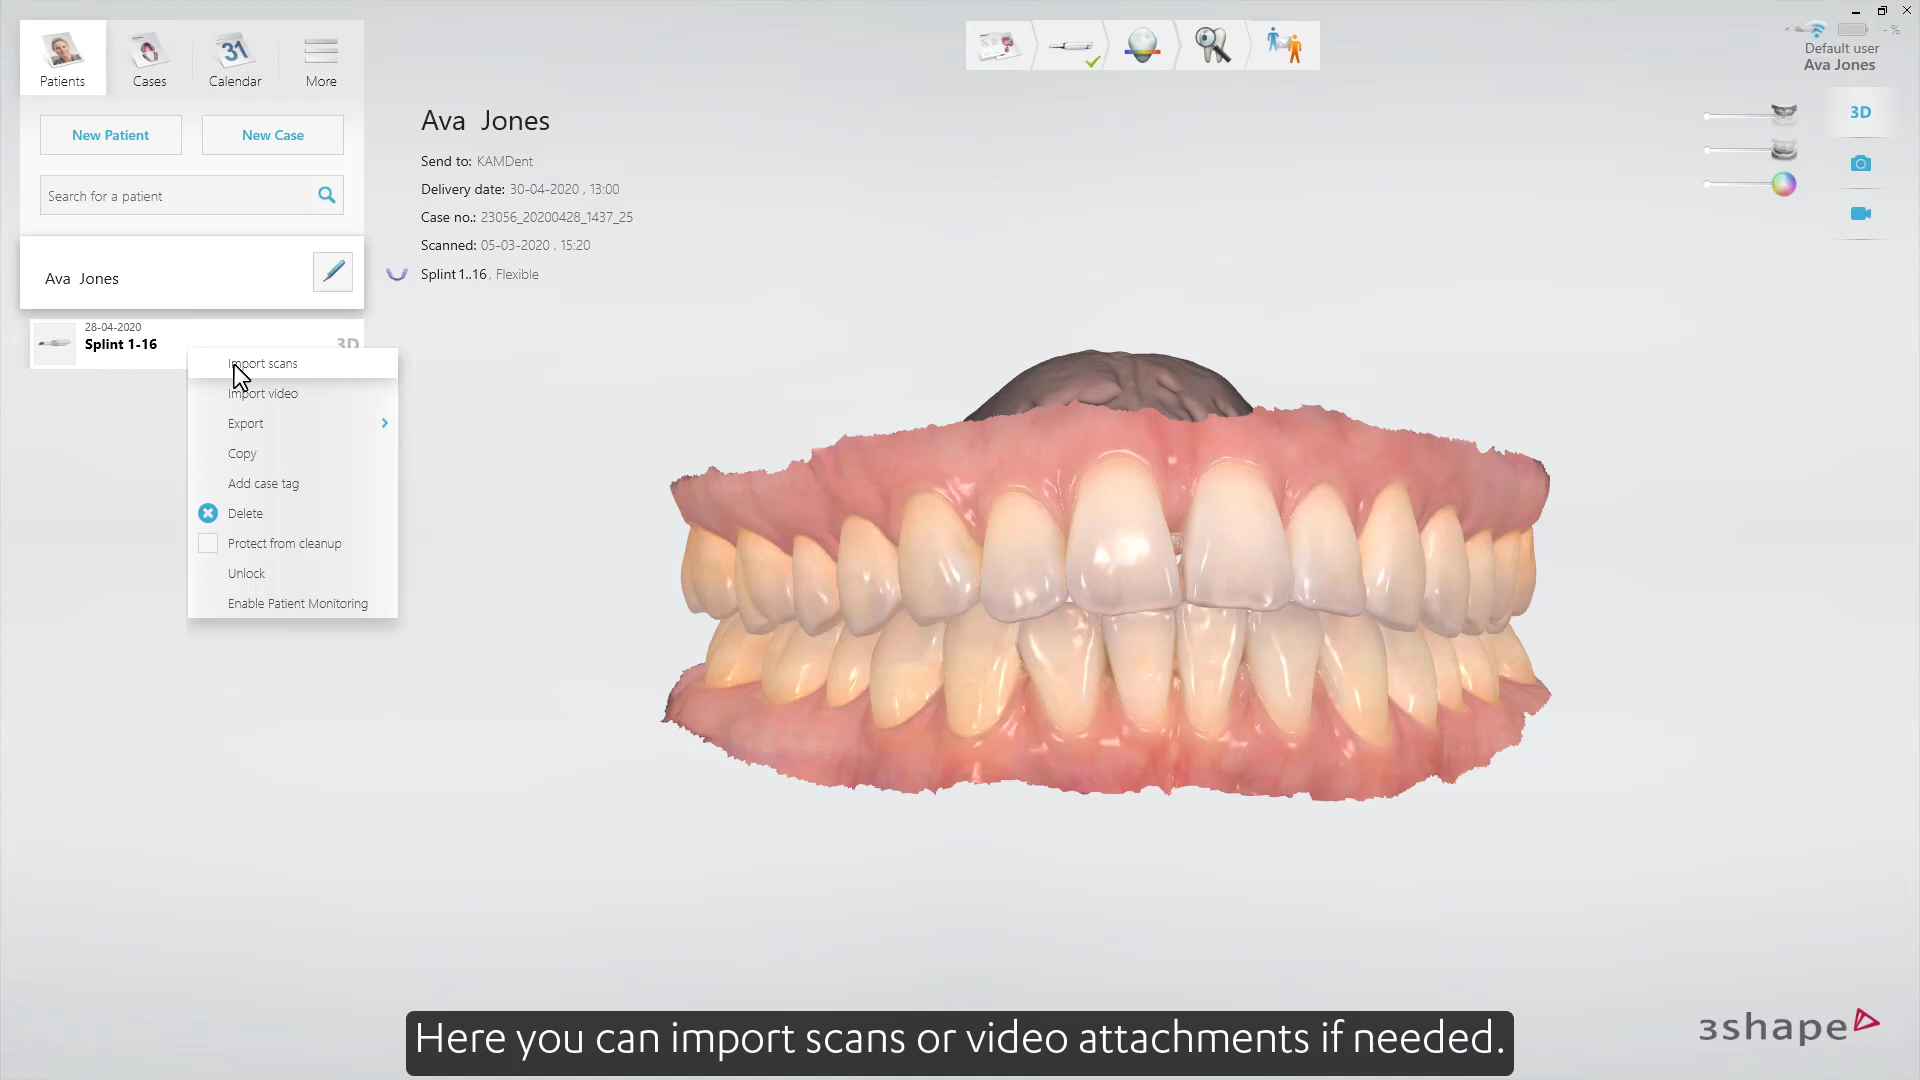 Patients
Cases
31
Calendar
More
- %
Default user
Ava Jones
New Patient
New Case
Search for a patient
Ava Jones
28-04-2020
Splint 1-16
3D
Import scans
Import video
Export
Copy
Add case tag
Delete
Protect from cleanup
Unlock
Enable Patient Monitoring
Ava Jones
Send to: KAMDent
Delivery date: 30-04-2020 , 13:00
Case no.: 23056_20200428_1437_25
Scanned: 05-03-2020 , 15:20
Splint 1..16 , Flexible
3D
Here you can import scans or video attachments if needed.
3shape